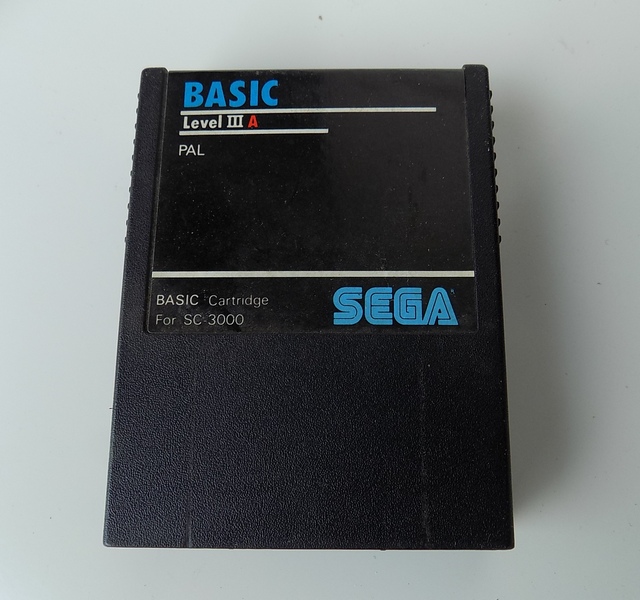 BASIC
Level III A
PAL
BASIC Cartridge
For SC-3000
SEGA